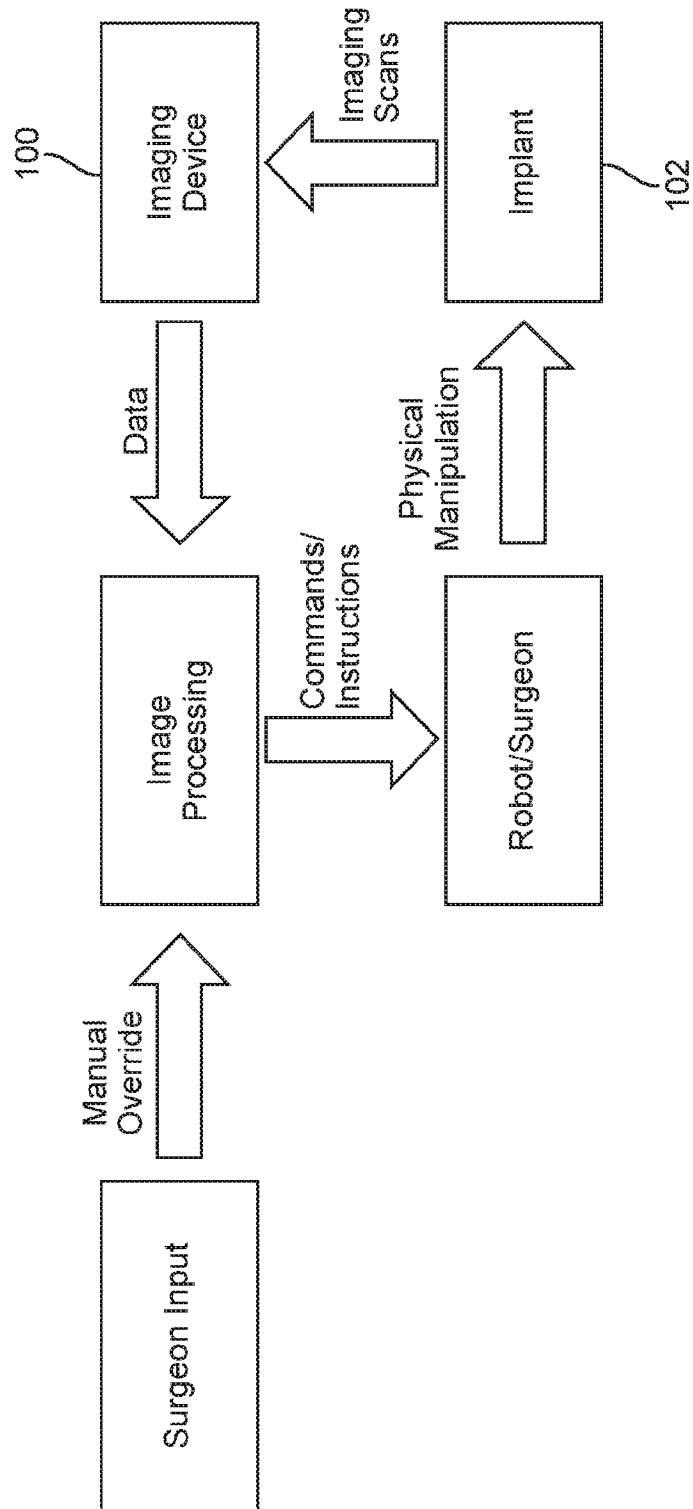 100
Manual
Override
Data
Surgeon Input
Image
Processing
Imaging
Device
Commands/
Instructions
Imaging
Scans
Physical
Manipulation
Robot/Surgeon
Implant
102